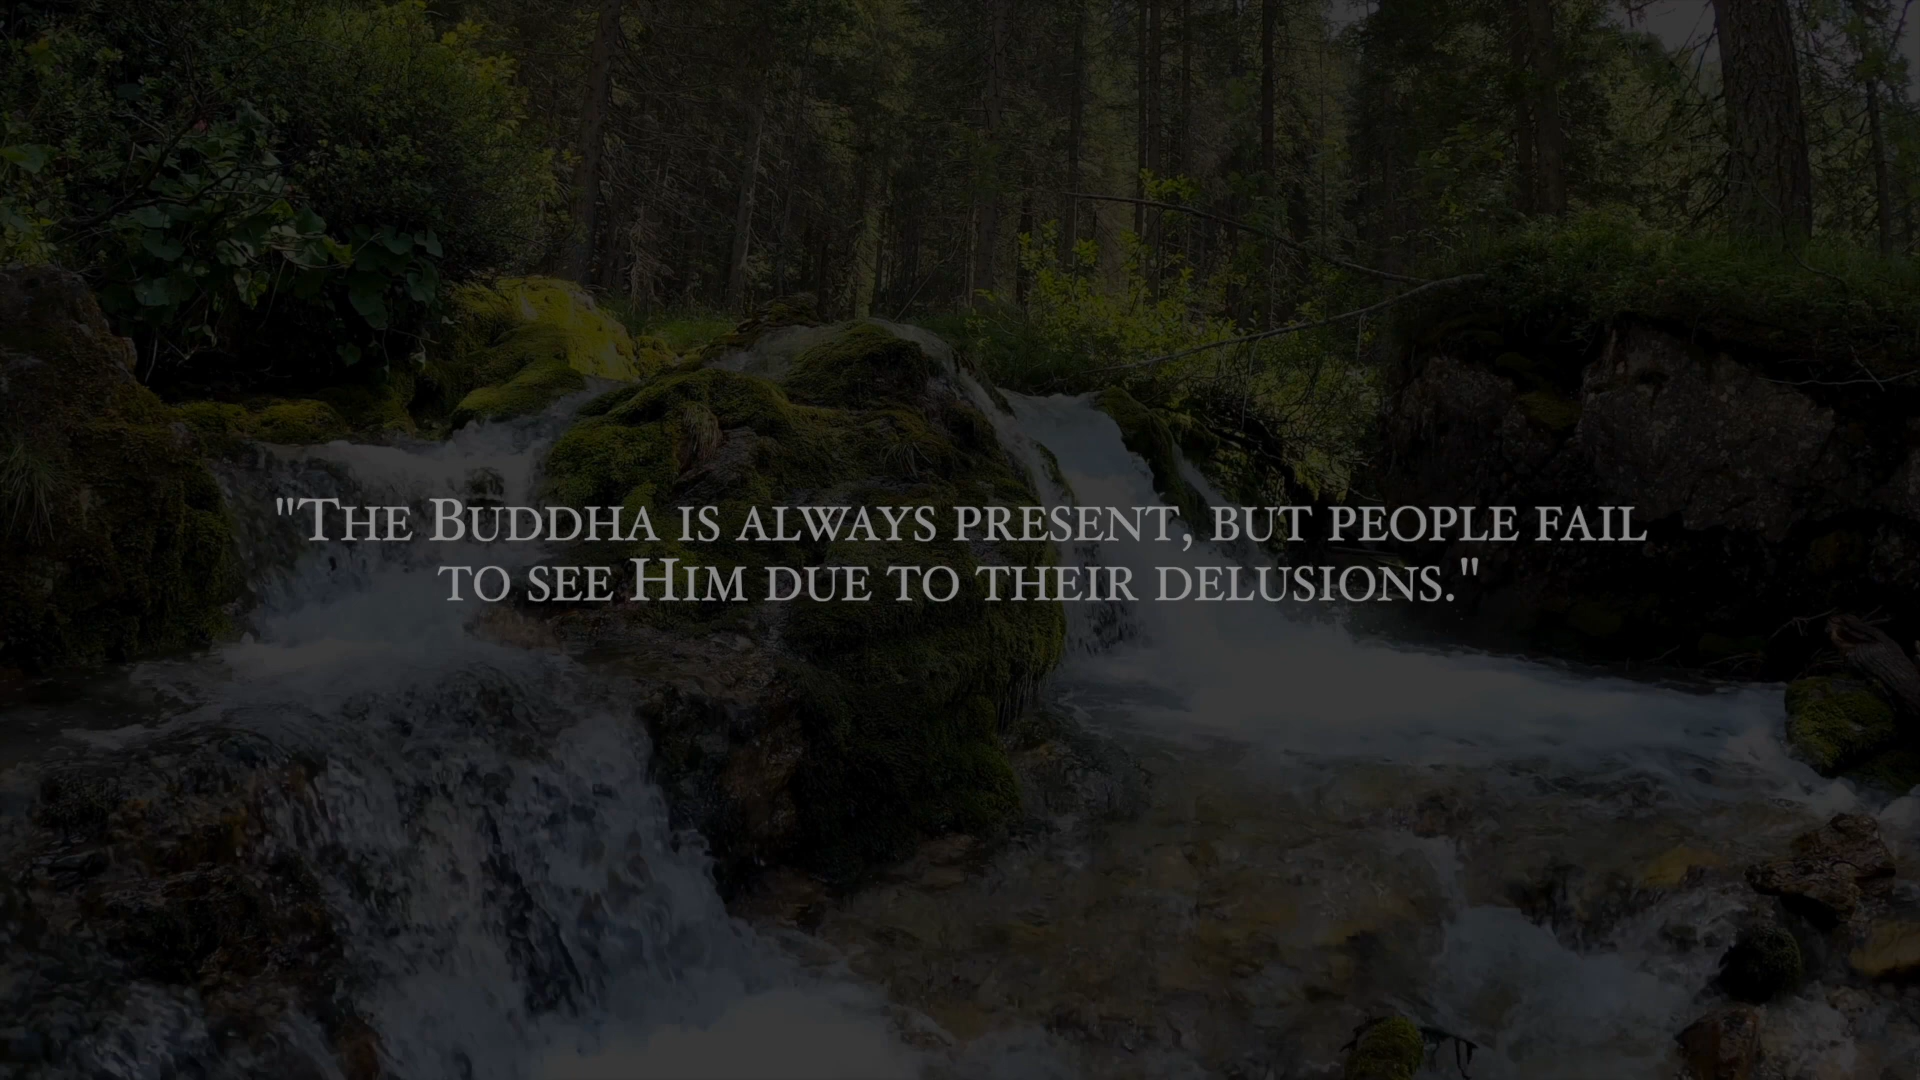 "The Buddha is always present, but people fail
to see Him due to their delusions."